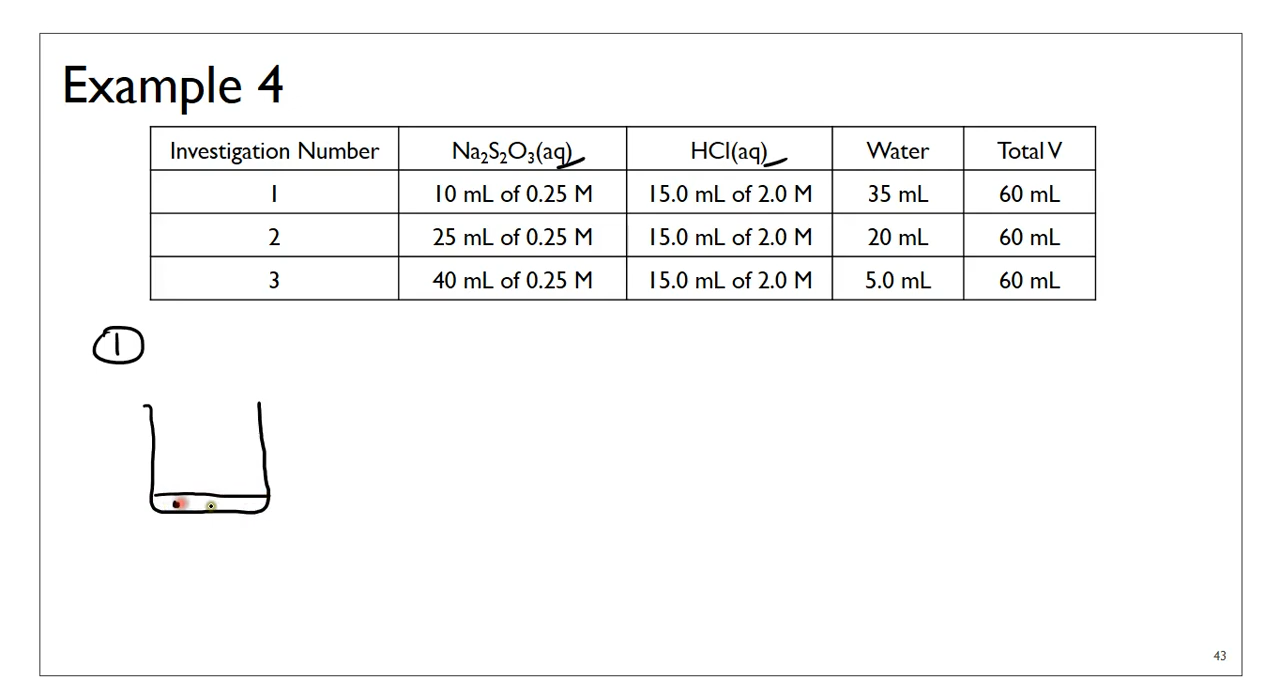 Example 4
Investigation Number Na₂S₂O₃(aq) HCl(aq) Water Total V
1 10 mL of 0.25 M 15.0 mL of 2.0 M 35 mL 60 mL
2 25 mL of 0.25 M 15.0 mL of 2.0 M 20 mL 60 mL
3 40 mL of 0.25 M 15.0 mL of 2.0 M 5.0 mL 60 mL
1
43